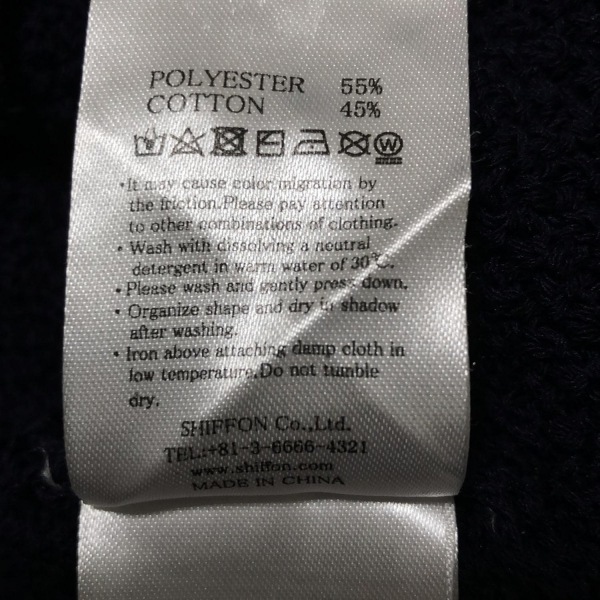 POLYESTER 55%
COTTON 45%
W
•It may cause color migration by
the friction.Please pay attention
to other combinations of clothing.
• Wash with dissolving a neutral
detergent in warm water of 30℃.
• Please wash and gently press down.
• Organize shape and dry in shadow
after washing.
• Iron above attaching damp cloth in
low temperature.Do not tumble
dry.
SHIFFON Co.,Ltd.
TEL:+81-3-6666-4321
www.shiffon.com
MADE IN CHINA